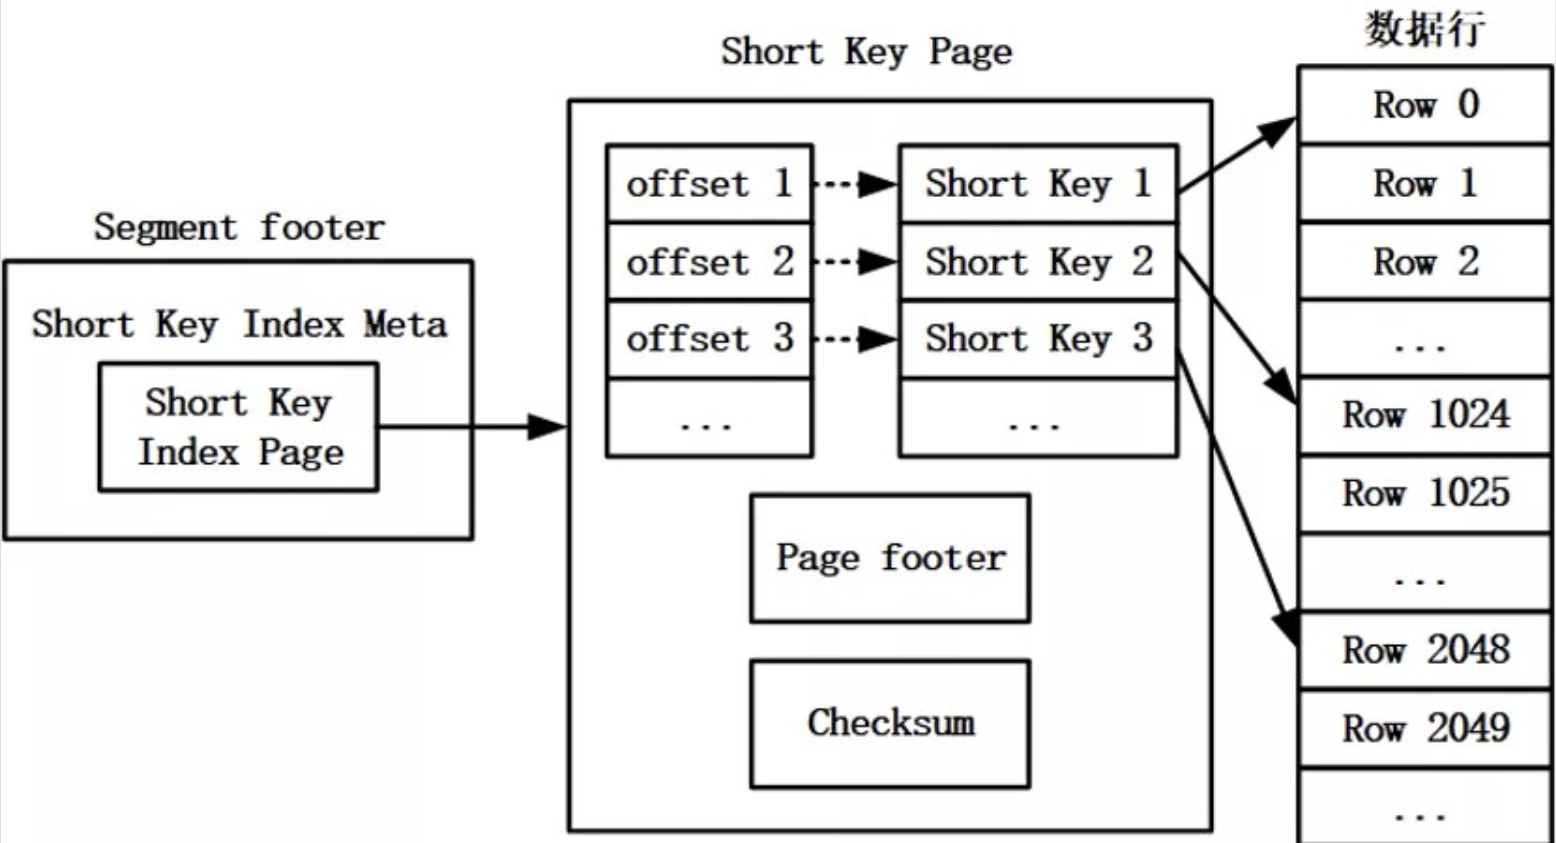 Segment footer
Short Key Index Meta
Short Key
Index Page
Short Key Page
offset 1
offset 2
offset 3
...
Short Key 1
Short Key 2
Short Key 3
...
Page footer
Checksum
数据行
Row 0
Row 1
Row 2
...
Row 1024
Row 1025
...
Row 2048
Row 2049
...